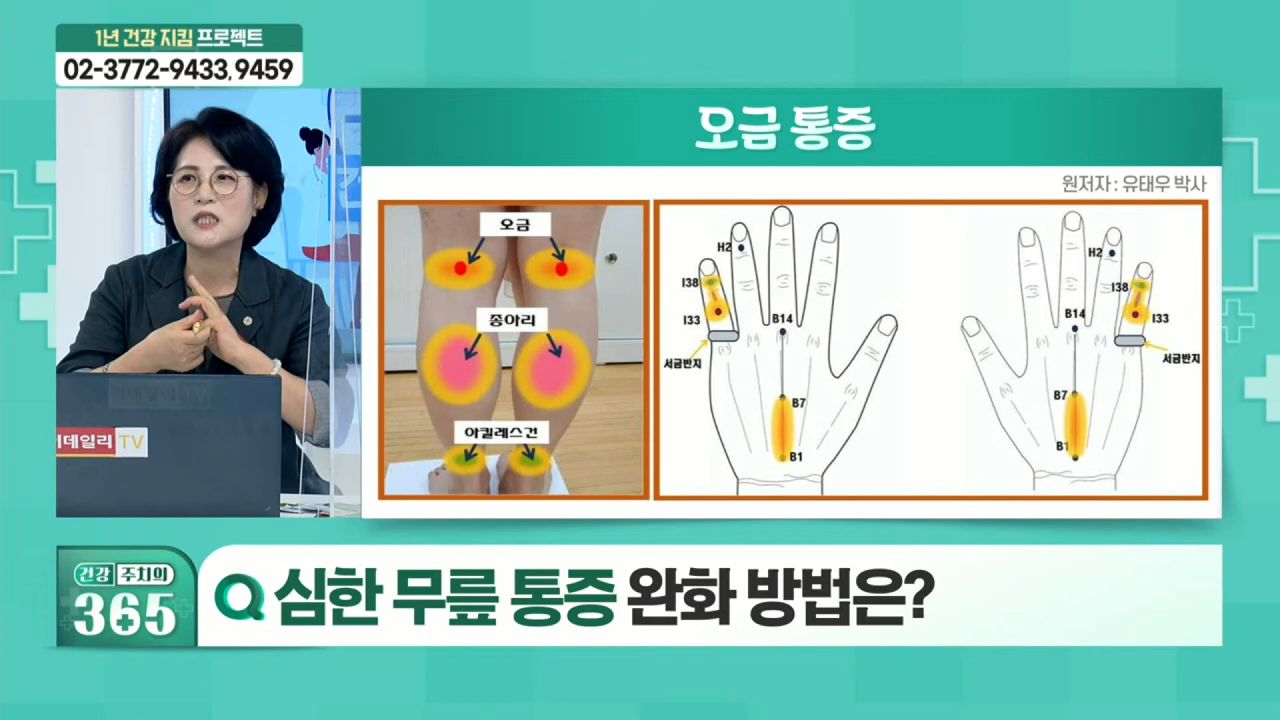 1년 건강 지킴 프로젝트
02-3772-9433, 9459
오금 통증
원저자 : 유태우 박사
오금
종아리
아킬레스건
H2
I38
I33
B14
서금반지
B7
B1
H2
I38
I33
B14
서금반지
B7
B1
이데일리 TV
건강 주치의
365
Q 심한 무릎 통증 완화 방법은?